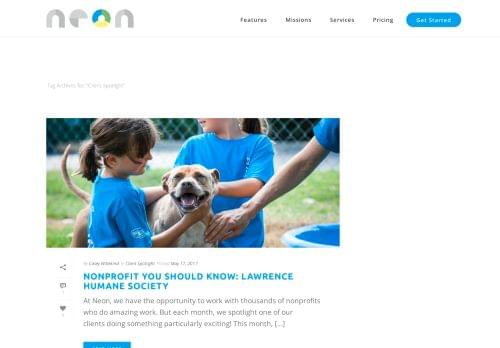 neon
Features Missions Services Pricing Get Started
Tag Archives for: "Client Spotlight"
By Casey Wittekind In Client Spotlight Posted May 17, 2017
NONPROFIT YOU SHOULD KNOW: LAWRENCE
HUMANE SOCIETY
At Neon, we have the opportunity to work with thousands of nonprofits
who do amazing work. But each month, we spotlight one of our
clients doing something particularly exciting! This month, [...]